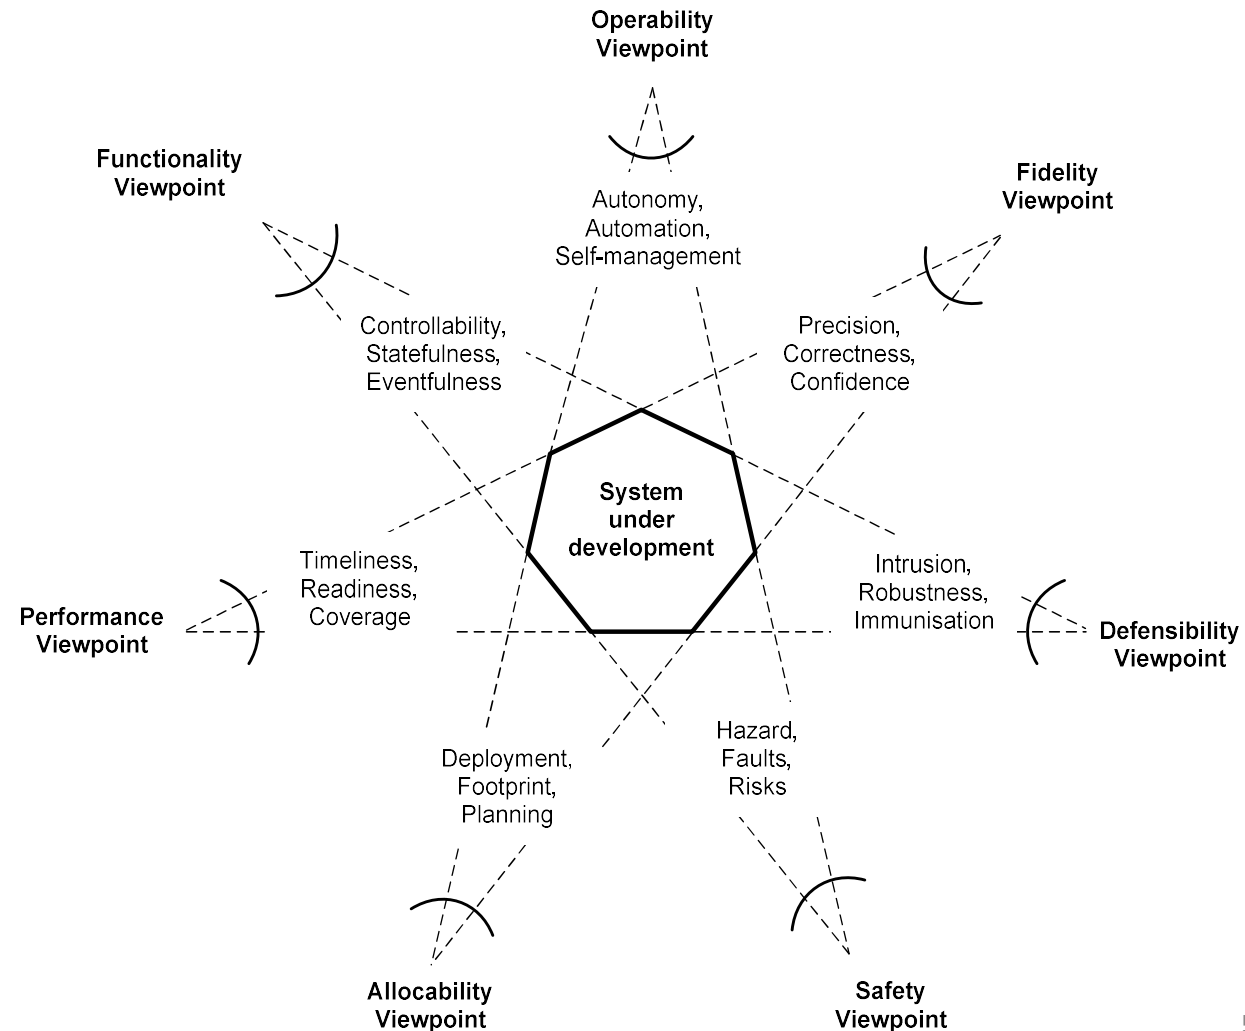 Operability
Viewpoint
Functionality
Viewpoint
Fidelity
Viewpoint
Autonomy,
Automation,
Self-management
Controllability,
Statefulness,
Eventfulness
Precision,
Correctness,
Confidence
System
under
development
Timeliness,
Readiness,
Coverage
Intrusion,
Robustness,
Immunisation
Performance
Viewpoint
Defensibility
Viewpoint
Hazard,
Faults,
Risks
Deployment,
Footprint,
Planning
Allocability
Viewpoint
Safety
Viewpoint